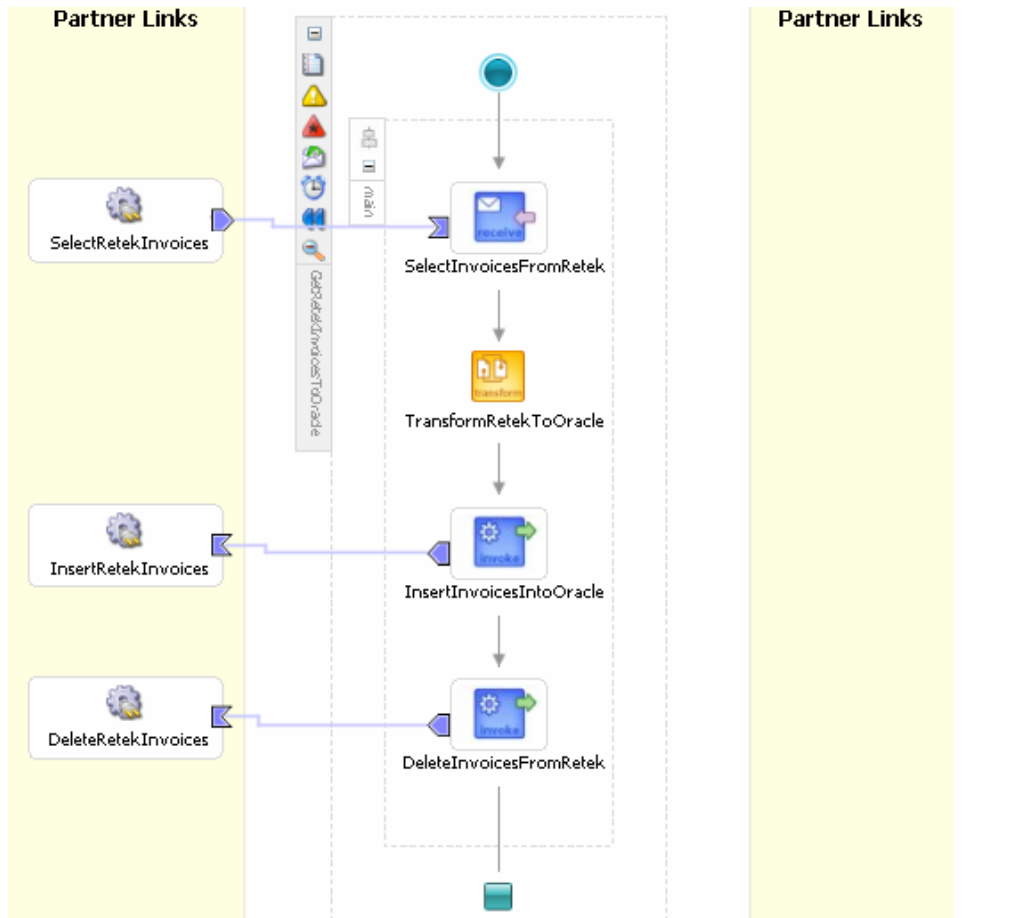 Partner Links
Partner Links
main
receive
SelectRetekInvoices
SelectInvoicesFromRetek
GetRetekInvoicesToOracle
transform
TransformRetekToOracle
InsertRetekInvoices
invoke
InsertInvoicesIntoOracle
DeleteRetekInvoices
invoke
DeleteInvoicesFromRetek